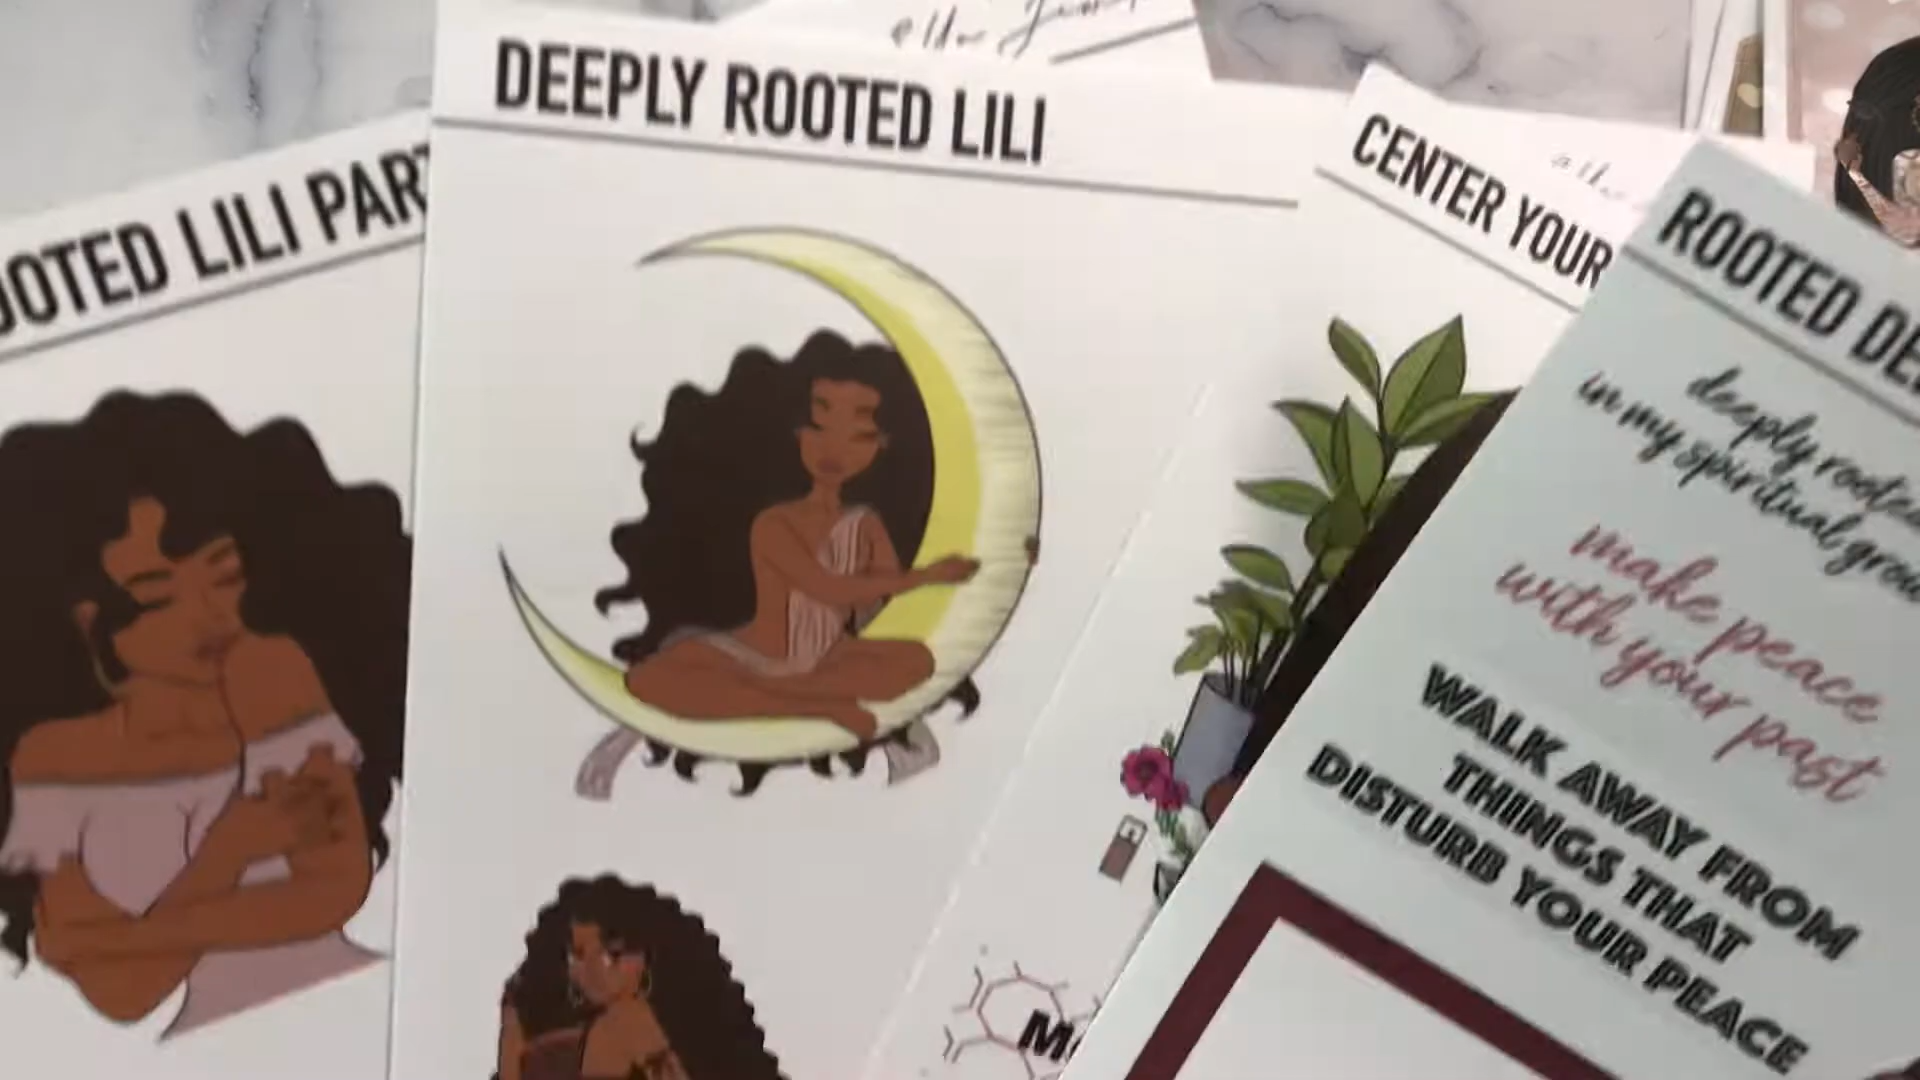 OOTED LILI PART
DEEPLY ROOTED LILI
CENTER YOUR
ROOTED DE
deeply rooted
in my spiritual grow
make peace
with your past
WALK AWAY FROM
THINGS THAT
DISTURB YOUR PEACE